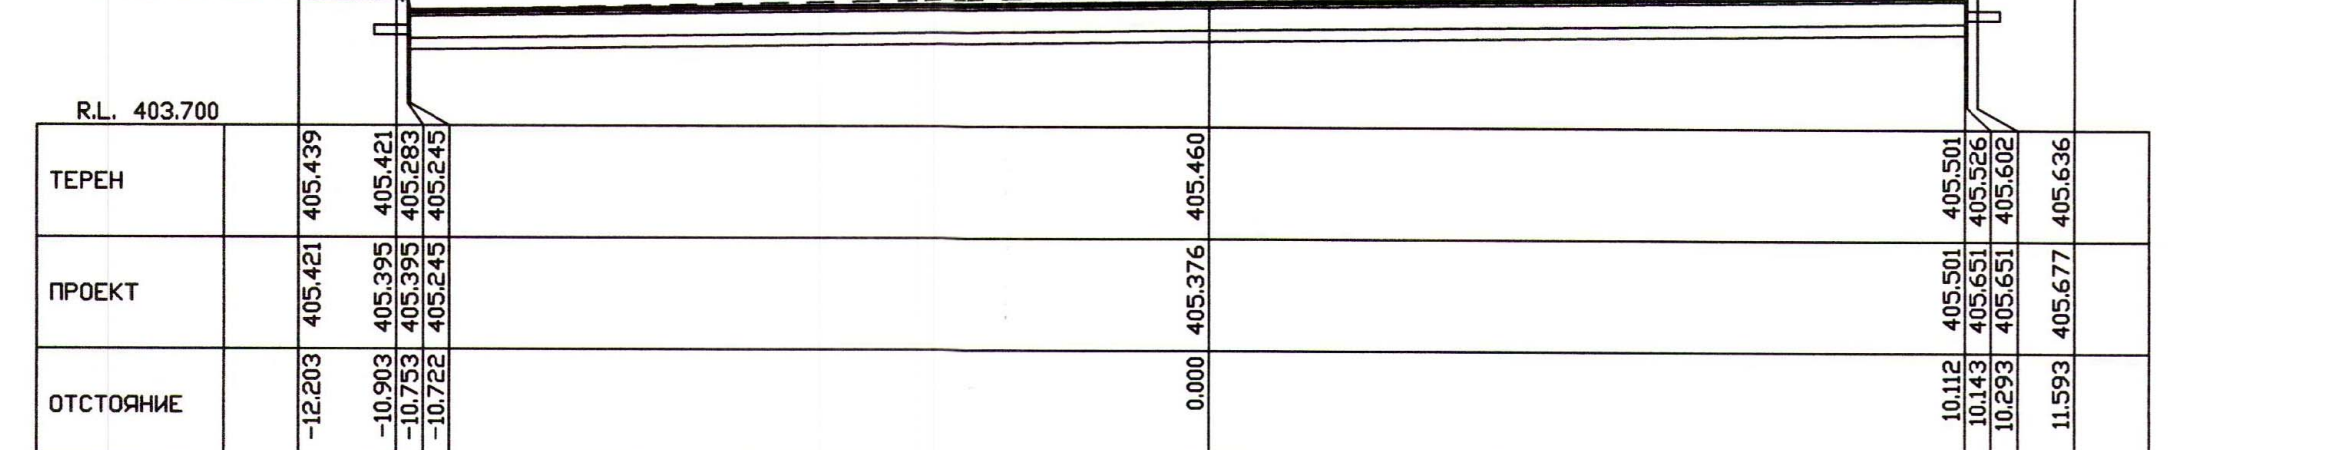 R.L. 403.700
ТЕРЕН 405.439 405.421 405.283 405.245 405.460 405.501 405.526 405.602 405.636
ПРОЕКТ 405.421 405.395 405.395 405.245 405.376 405.501 405.651 405.651 405.677
ОТСТОЯНИЕ -12.203 -10.903 -10.753 -10.722 0.000 10.112 10.143 10.293 11.593